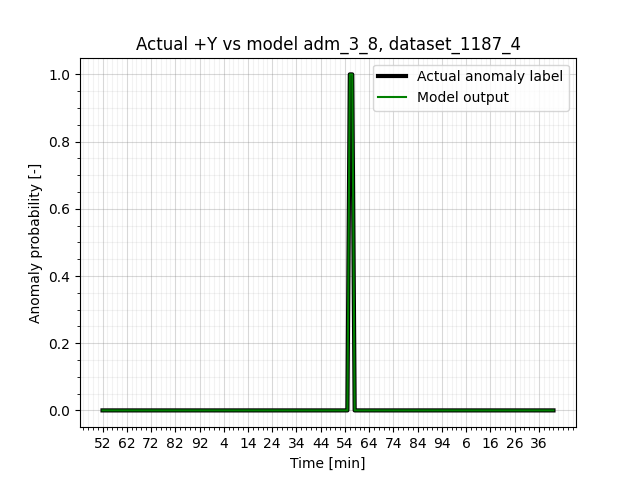 Actual +Y vs model adm_3_8, dataset_1187_4
Actual anomaly label
Model output
Anomaly probability [-]
1.0
0.8
0.6
0.4
0.2
0.0
52 62 72 82 92 4 14 24 34 44 54 64 74 84 94 6 16 26 36
Time [min]